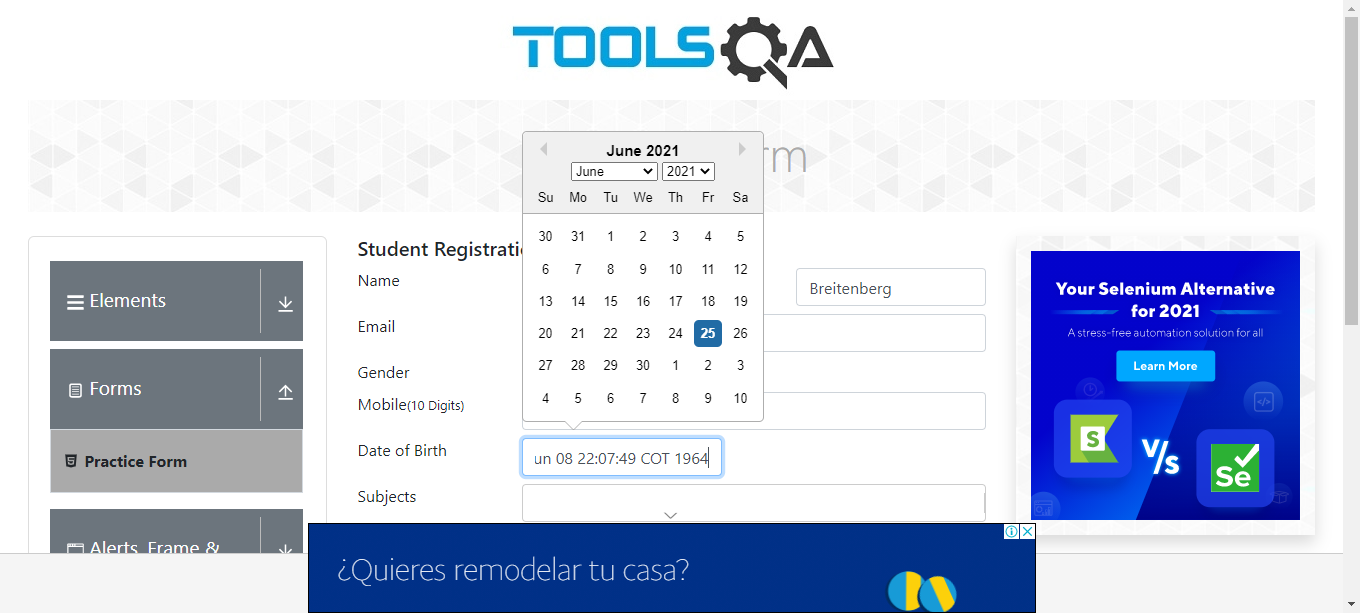 TOOLSQA
rm
June 2021
June 2021
Su Mo Tu We Th Fr Sa
30 31 1 2 3 4 5
6 7 8 9 10 11 12
13 14 15 16 17 18 19
20 21 22 23 24 25 26
27 28 29 30 1 2 3
4 5 6 7 8 9 10
Elements
Forms
Practice Form
Alerts, Frame &
Student Registrati
Name
Breitenberg
Email
Gender
Mobile(10 Digits)
Date of Birth
un 08 22:07:49 COT 1964
Subjects
Your Selenium Alternative
for 2021
A stress-free automation solution for all
Learn More
S
V/s
Se
¿Quieres remodelar tu casa?